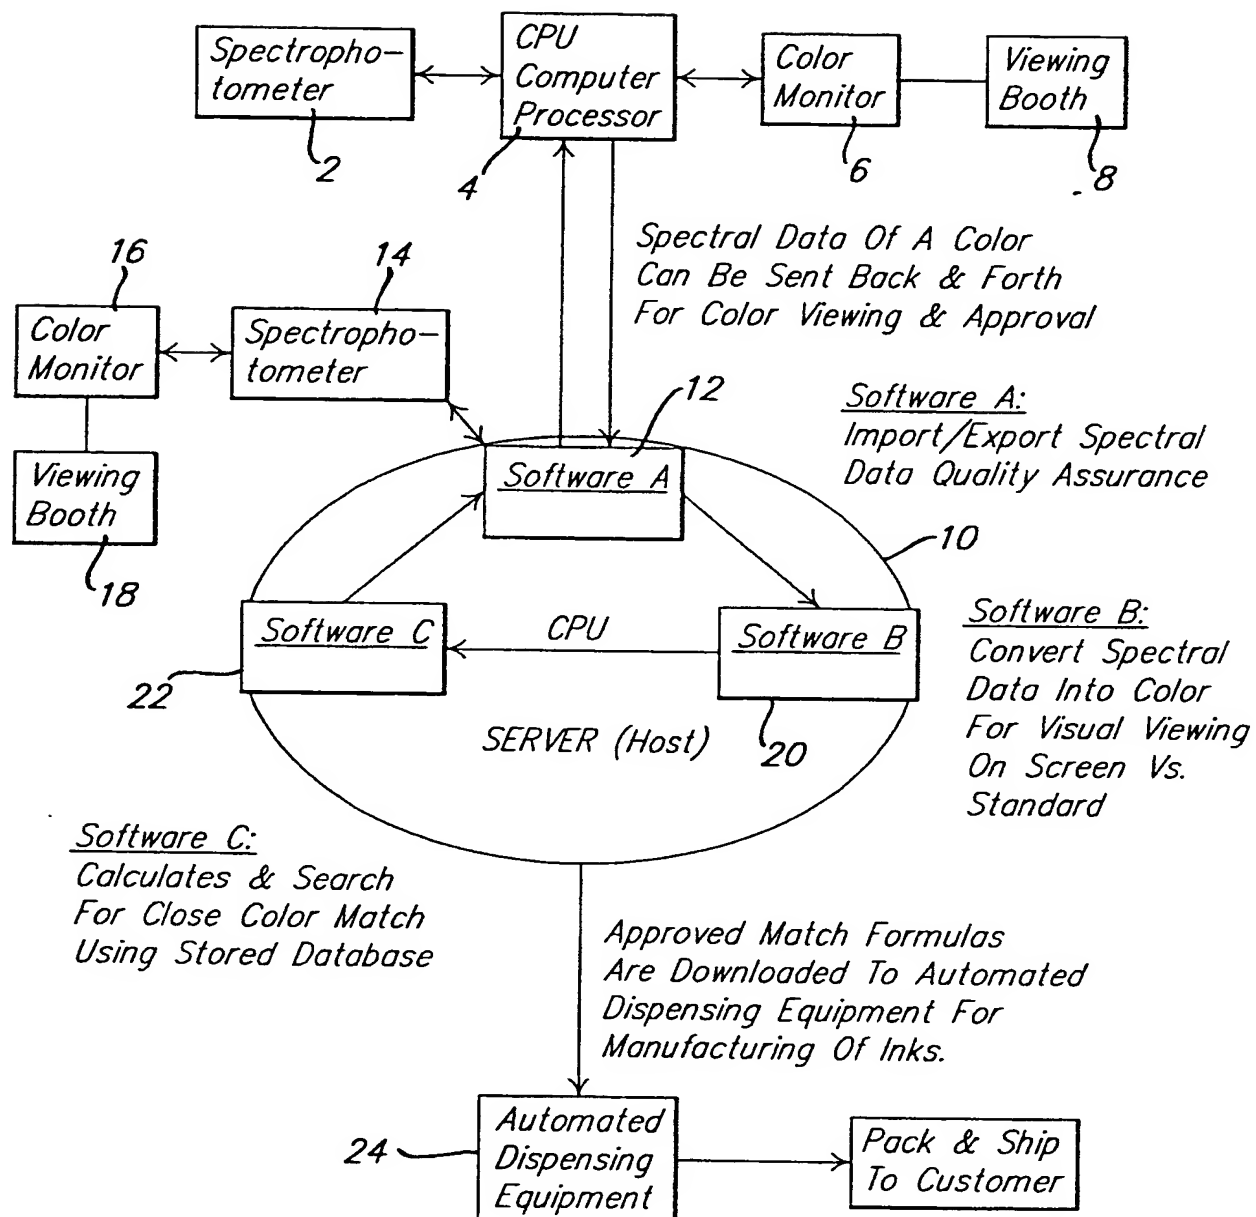 Spectropho-
tometer
2
CPU
Computer
Processor
4
Color
Monitor
6
Viewing
Booth
8
Spectral Data Of A Color
Can Be Sent Back & Forth
For Color Viewing & Approval
16
Color
Monitor
14
Spectropho-
tometer
Viewing
Booth
18
12
Software A
Software A:
Import/Export Spectral
Data Quality Assurance
10
Software C
22
CPU
Software B
20
SERVER (Host)
Software B:
Convert Spectral
Data Into Color
For Visual Viewing
On Screen Vs.
Standard
Software C:
Calculates & Search
For Close Color Match
Using Stored Database
Approved Match Formulas
Are Downloaded To Automated
Dispensing Equipment For
Manufacturing Of Inks.
24
Automated
Dispensing
Equipment
Pack & Ship
To Customer